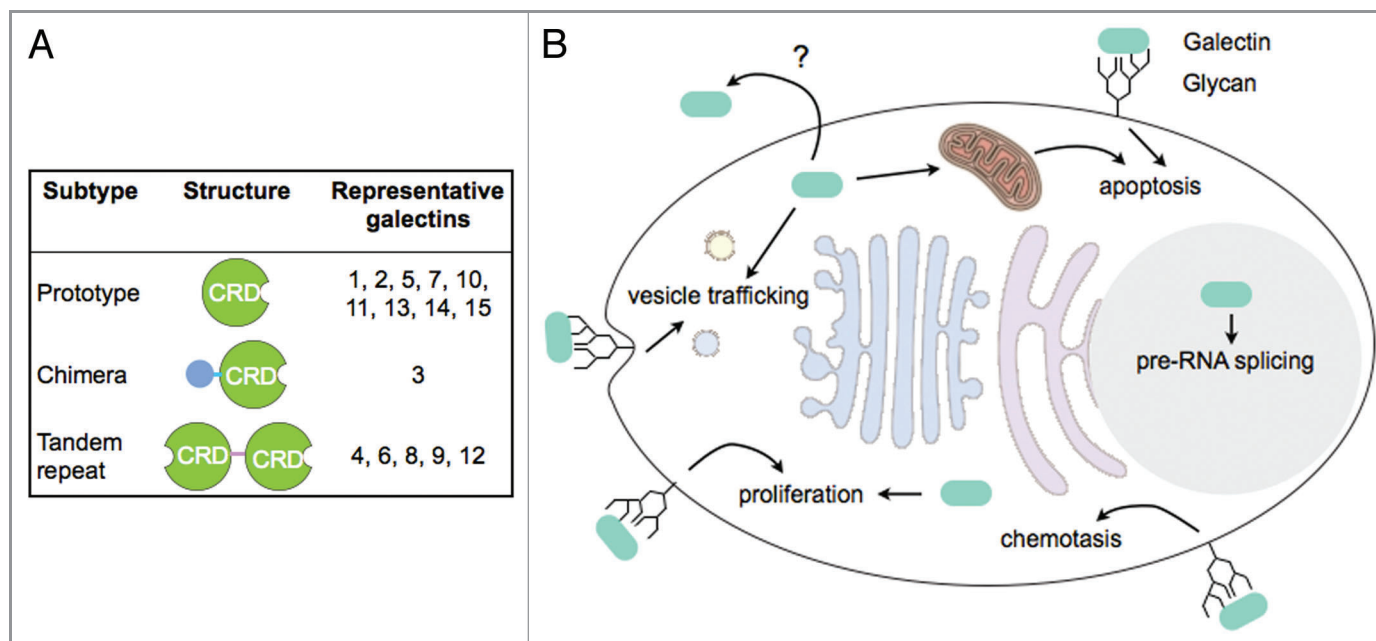 A
Subtype Structure Representative
galectins
Prototype CRD 1, 2, 5, 7, 10,
11, 13, 14, 15
Chimera CRD 3
Tandem
repeat CRD CRD 4, 6, 8, 9, 12
B
?
Galectin
Glycan
apoptosis
vesicle trafficking
pre-RNA splicing
proliferation
chemotasis